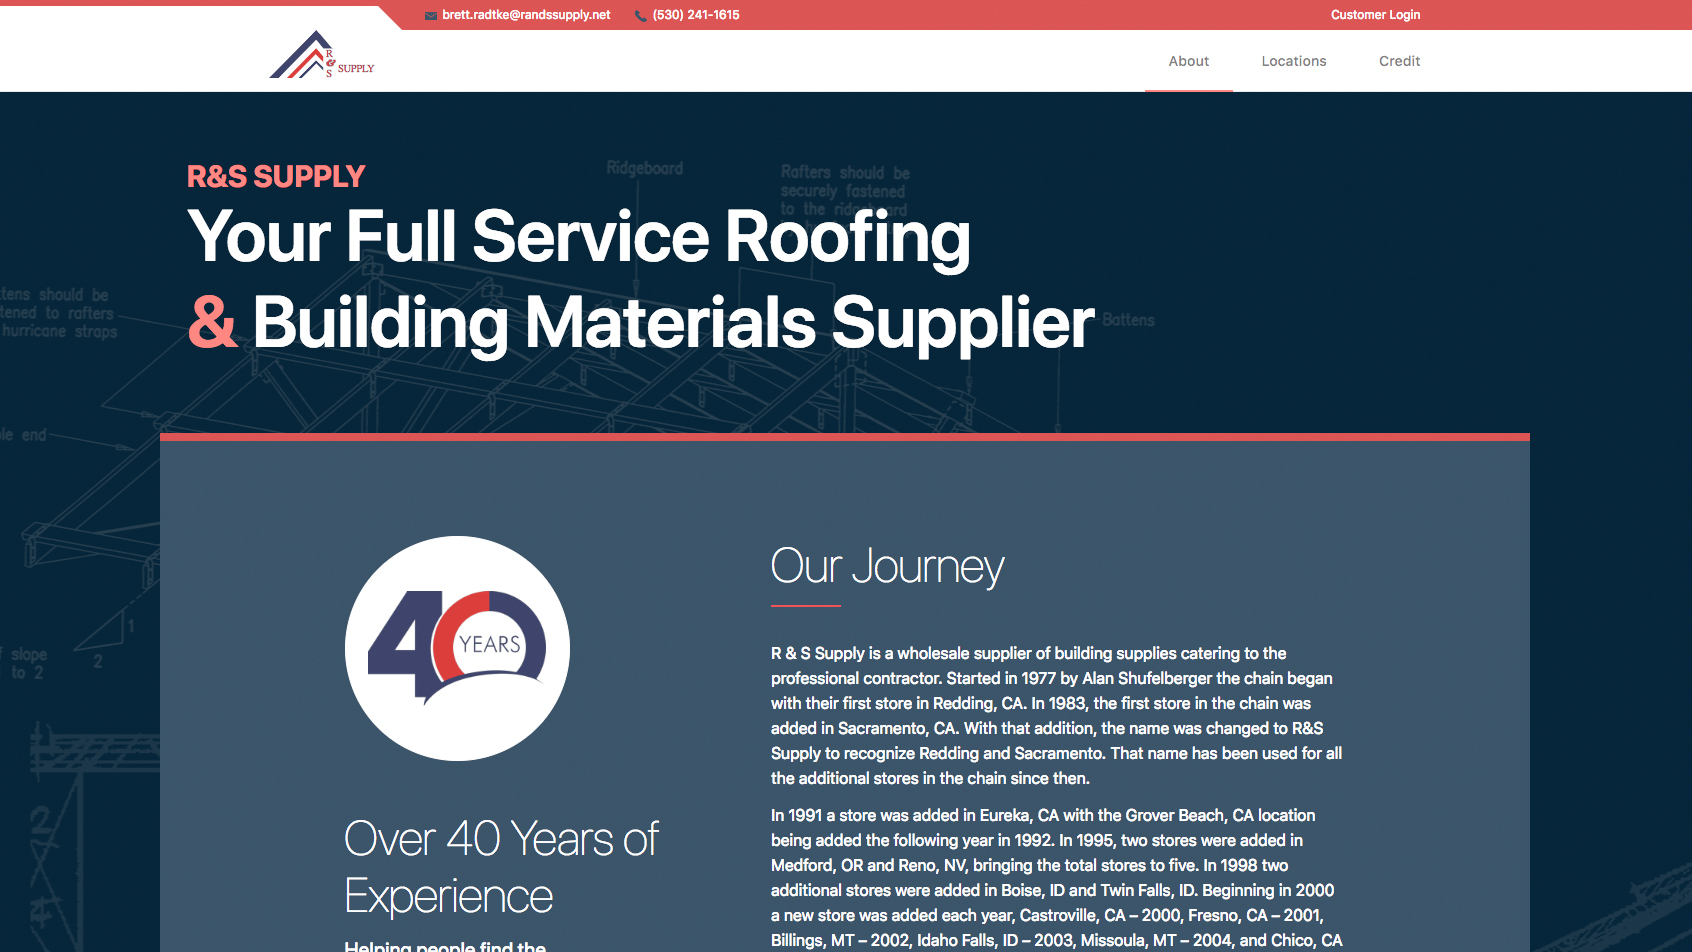 brett.radtke@randssupply.net
(530) 241-1615
Customer Login
R
&
S SUPPLY
About
Locations
Credit
R&S SUPPLY
Your Full Service Roofing
& Building Materials Supplier
Ridgeboard
Rafters should be
securely fastened
to the ridgeboard
Battens
tens should be
tened to rafters
hurricane straps
le end
1
2
slope
to 2
40
YEARS
Over 40 Years of
Experience
Helping people find the
Our Journey
R & S Supply is a wholesale supplier of building supplies catering to the
professional contractor. Started in 1977 by Alan Shufelberger the chain began
with their first store in Redding, CA. In 1983, the first store in the chain was
added in Sacramento, CA. With that addition, the name was changed to R&S
Supply to recognize Redding and Sacramento. That name has been used for all
the additional stores in the chain since then.
In 1991 a store was added in Eureka, CA with the Grover Beach, CA location
being added the following year in 1992. In 1995, two stores were added in
Medford, OR and Reno, NV, bringing the total stores to five. In 1998 two
additional stores were added in Boise, ID and Twin Falls, ID. Beginning in 2000
a new store was added each year, Castroville, CA – 2000, Fresno, CA – 2001,
Billings, MT – 2002, Idaho Falls, ID – 2003, Missoula, MT – 2004, and Chico, CA